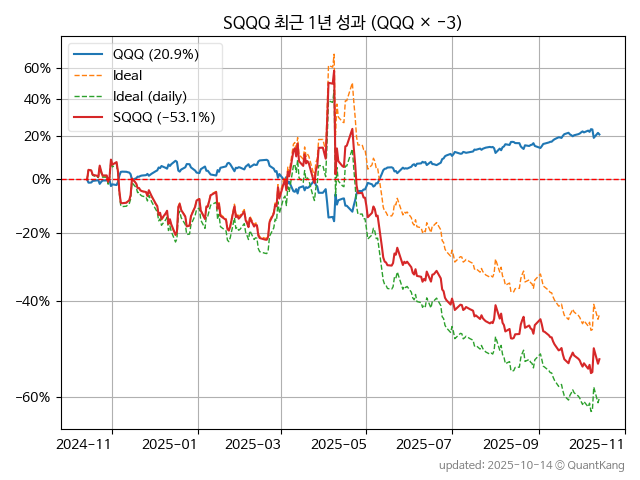 SQQQ 최근 1년 성과 (QQQ × −3)
QQQ (20.9%)
Ideal
Ideal (daily)
SQQQ (−53.1%)
60%
40%
20%
0%
−20%
−40%
−60%
2024-11
2025-01
2025-03
2025-05
2025-07
2025-09
2025-11
updated: 2025-10-14 © QuantKang